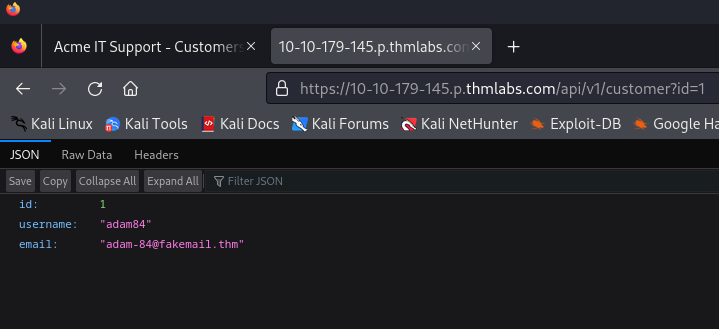 Acme IT Support - Customers
10-10-179-145.p.thmlabs.com
https://10-10-179-145.p.thmlabs.com/api/v1/customer?id=1
Kali Linux Kali Tools Kali Docs Kali Forums Kali NetHunter Exploit-DB Google Ha
JSON Raw Data Headers
Save Copy Collapse All Expand All Filter JSON
id: 1
username: "adam84"
email: "adam-84@fakemail.thm"